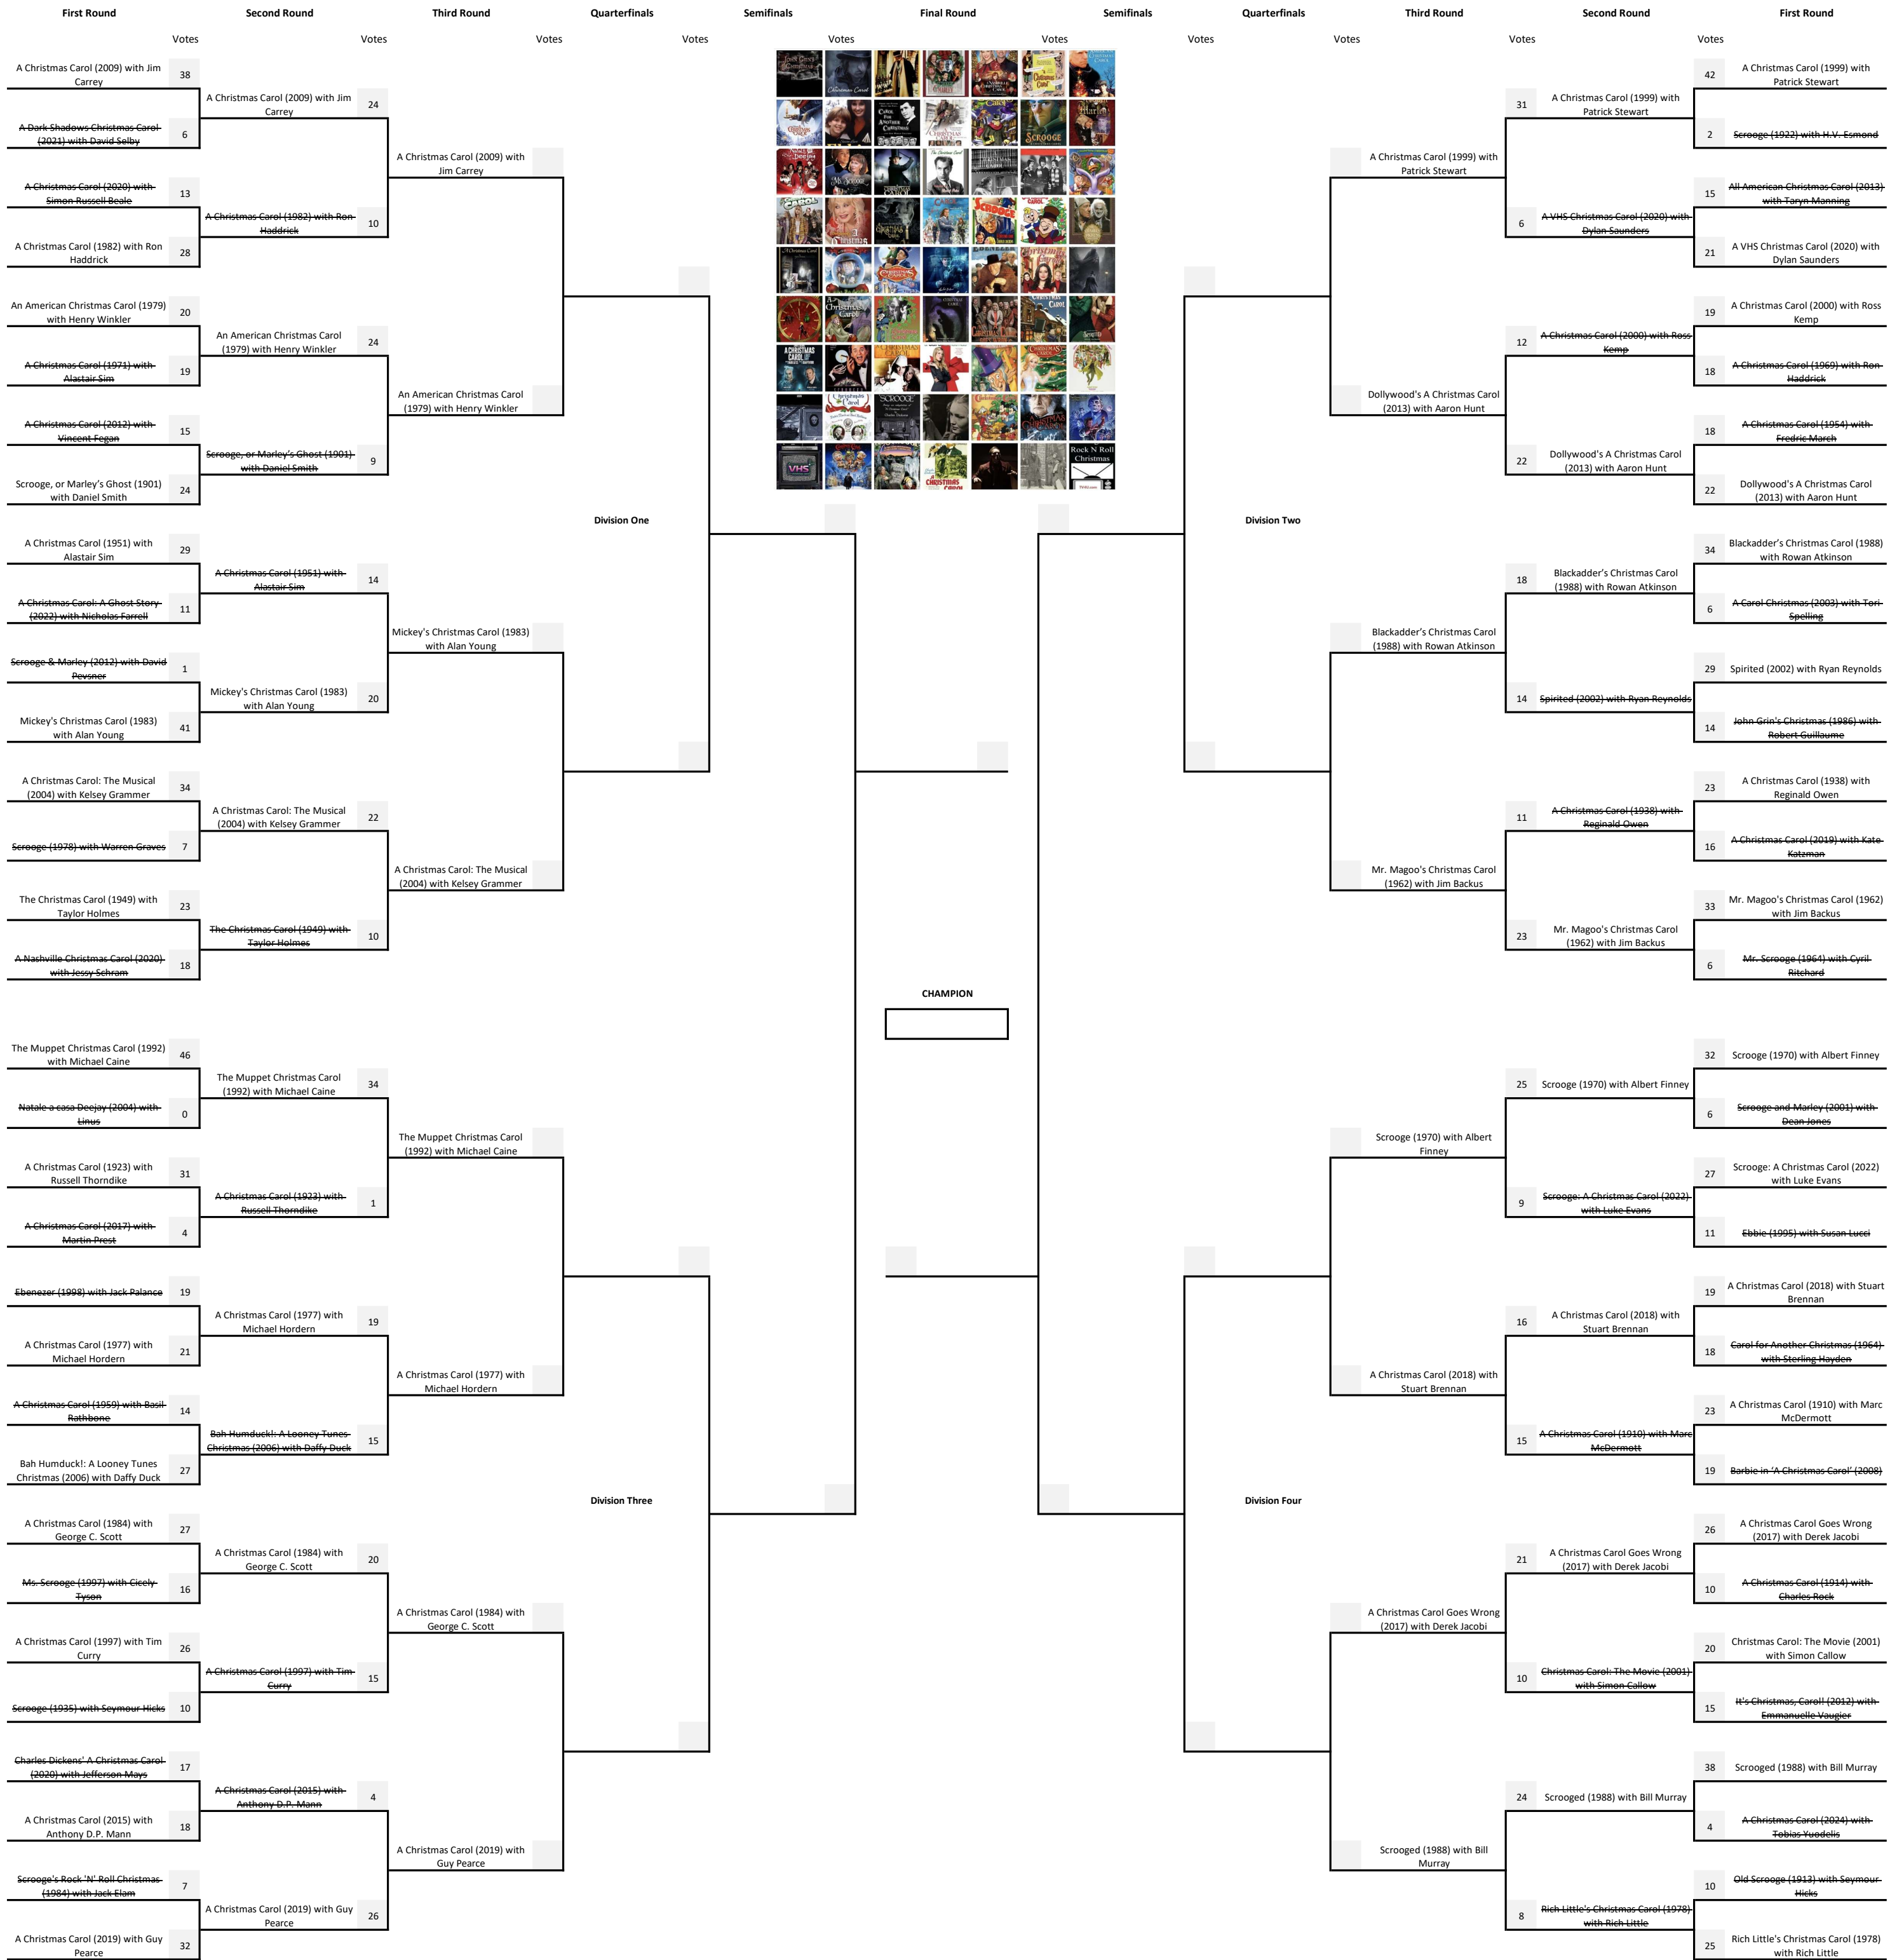 First Round
Second Round
Third Round
Quarterfinals
Semifinals
Final Round
Semifinals
Quarterfinals
Third Round
Second Round
First Round
Votes
Votes
Votes
Votes
Votes
Votes
Votes
Votes
Votes
Votes
A Christmas Carol (2009) with Jim
Carrey
38
A Dark Shadows Christmas Carol
(2021) with David Selby
6
A Christmas Carol (2020) with
Simon Russell Beale
13
A Christmas Carol (1982) with Ron
Haddrick
28
An American Christmas Carol (1979)
with Henry Winkler
20
A Christmas Carol (1971) with
Alastair Sim
19
A Christmas Carol (2012) with
Vincent Fegan
15
Scrooge, or Marley's Ghost (1901)
with Daniel Smith
24
A Christmas Carol (1951) with
Alastair Sim
29
A Christmas Carol: A Ghost Story
(2022) with Nicholas Farrell
11
Scrooge & Marley (2012) with David
Pevsner
1
Mickey's Christmas Carol (1983)
with Alan Young
41
A Christmas Carol: The Musical
(2004) with Kelsey Grammer
34
Scrooge (1978) with Warren Graves
7
The Christmas Carol (1949) with
Taylor Holmes
23
A Nashville Christmas Carol (2020)
with Jessy Schram
18
The Muppet Christmas Carol (1992)
with Michael Caine
46
Natale a casa Deejay (2004) with
Linus
0
A Christmas Carol (1923) with
Russell Thorndike
31
A Christmas Carol (2017) with
Martin Prest
4
Ebenezer (1998) with Jack Palance
19
A Christmas Carol (1977) with
Michael Hordern
21
A Christmas Carol (1959) with Basil
Rathbone
14
Bah Humduck!: A Looney Tunes
Christmas (2006) with Daffy Duck
27
A Christmas Carol (1984) with
George C. Scott
27
Ms. Scrooge (1997) with Cicely
Tyson
16
A Christmas Carol (1997) with Tim
Curry
26
Scrooge (1935) with Seymour Hicks
10
Charles Dickens' A Christmas Carol
(2020) with Jefferson Mays
17
A Christmas Carol (2015) with
Anthony D.P. Mann
18
Scrooge's Rock 'N' Roll Christmas
(1984) with Jack Elam
7
A Christmas Carol (2019) with Guy
Pearce
32
A Christmas Carol (2009) with Jim
Carrey
24
A Christmas Carol (1982) with Ron
Haddrick
10
An American Christmas Carol
(1979) with Henry Winkler
24
Scrooge, or Marley's Ghost (1901)
with Daniel Smith
9
A Christmas Carol (1951) with
Alastair Sim
14
Mickey's Christmas Carol (1983)
with Alan Young
20
A Christmas Carol: The Musical
(2004) with Kelsey Grammer
22
The Christmas Carol (1949) with
Taylor Holmes
10
The Muppet Christmas Carol
(1992) with Michael Caine
34
A Christmas Carol (1923) with
Russell Thorndike
1
A Christmas Carol (1977) with
Michael Hordern
19
Bah Humduck!: A Looney Tunes
Christmas (2006) with Daffy Duck
15
A Christmas Carol (1984) with
George C. Scott
20
A Christmas Carol (1997) with Tim
Curry
15
A Christmas Carol (2015) with
Anthony D.P. Mann
4
A Christmas Carol (2019) with Guy
Pearce
26
A Christmas Carol (2009) with
Jim Carrey
An American Christmas Carol
(1979) with Henry Winkler
Mickey's Christmas Carol (1983)
with Alan Young
A Christmas Carol: The Musical
(2004) with Kelsey Grammer
The Muppet Christmas Carol
(1992) with Michael Caine
A Christmas Carol (1977) with
Michael Hordern
A Christmas Carol (1984) with
George C. Scott
A Christmas Carol (2019) with
Guy Pearce
Division One
Division Three
VHS
Rock N Roll
Christmas
CHAMPION
Division Two
Division Four
A Christmas Carol (1999) with
Patrick Stewart
Dollywood's A Christmas Carol
(2013) with Aaron Hunt
Blackadder's Christmas Carol
(1988) with Rowan Atkinson
Mr. Magoo's Christmas Carol
(1962) with Jim Backus
Scrooge (1970) with Albert
Finney
A Christmas Carol (2018) with
Stuart Brennan
A Christmas Carol Goes Wrong
(2017) with Derek Jacobi
Scrooged (1988) with Bill
Murray
31
A Christmas Carol (1999) with
Patrick Stewart
6
A VHS Christmas Carol (2020) with
Dylan Saunders
12
A Christmas Carol (2000) with Ross
Kemp
22
Dollywood's A Christmas Carol
(2013) with Aaron Hunt
18
Blackadder's Christmas Carol
(1988) with Rowan Atkinson
14
Spirited (2002) with Ryan Reynolds
11
A Christmas Carol (1938) with
Reginald Owen
23
Mr. Magoo's Christmas Carol
(1962) with Jim Backus
25
Scrooge (1970) with Albert Finney
9
Scrooge: A Christmas Carol (2022)
with Luke Evans
16
A Christmas Carol (2018) with
Stuart Brennan
15
A Christmas Carol (1910) with Marc
McDermott
21
A Christmas Carol Goes Wrong
(2017) with Derek Jacobi
10
Christmas Carol: The Movie (2001)
with Simon Callow
24
Scrooged (1988) with Bill Murray
8
Rich Little's Christmas Carol (1978)
with Rich Little
42
A Christmas Carol (1999) with
Patrick Stewart
2
Scrooge (1922) with H.V. Esmond
15
All American Christmas Carol (2013)
with Taryn Manning
21
A VHS Christmas Carol (2020) with
Dylan Saunders
19
A Christmas Carol (2000) with Ross
Kemp
18
A Christmas Carol (1969) with Ron
Haddrick
18
A Christmas Carol (1954) with
Fredric March
22
Dollywood's A Christmas Carol
(2013) with Aaron Hunt
34
Blackadder's Christmas Carol (1988)
with Rowan Atkinson
6
A Carol Christmas (2003) with Tori
Spelling
29
Spirited (2002) with Ryan Reynolds
14
John Grin's Christmas (1986) with
Robert Guillaume
23
A Christmas Carol (1938) with
Reginald Owen
16
A Christmas Carol (2019) with Kate
Katzman
33
Mr. Magoo's Christmas Carol (1962)
with Jim Backus
6
Mr. Scrooge (1964) with Cyril
Ritchard
32
Scrooge (1970) with Albert Finney
6
Scrooge and Marley (2001) with
Dean Jones
27
Scrooge: A Christmas Carol (2022)
with Luke Evans
11
Ebbie (1995) with Susan Lucci
19
A Christmas Carol (2018) with Stuart
Brennan
18
Carol for Another Christmas (1964)
with Sterling Hayden
23
A Christmas Carol (1910) with Marc
McDermott
19
Barbie in 'A Christmas Carol' (2008)
26
A Christmas Carol Goes Wrong
(2017) with Derek Jacobi
10
A Christmas Carol (1914) with
Charles Rock
20
Christmas Carol: The Movie (2001)
with Simon Callow
15
It's Christmas, Carol! (2012) with
Emmanuelle Vaugier
38
Scrooged (1988) with Bill Murray
4
A Christmas Carol (2024) with
Tobias Yuodelis
10
Old Scrooge (1913) with Seymour
Hicks
25
Rich Little's Christmas Carol (1978)
with Rich Little